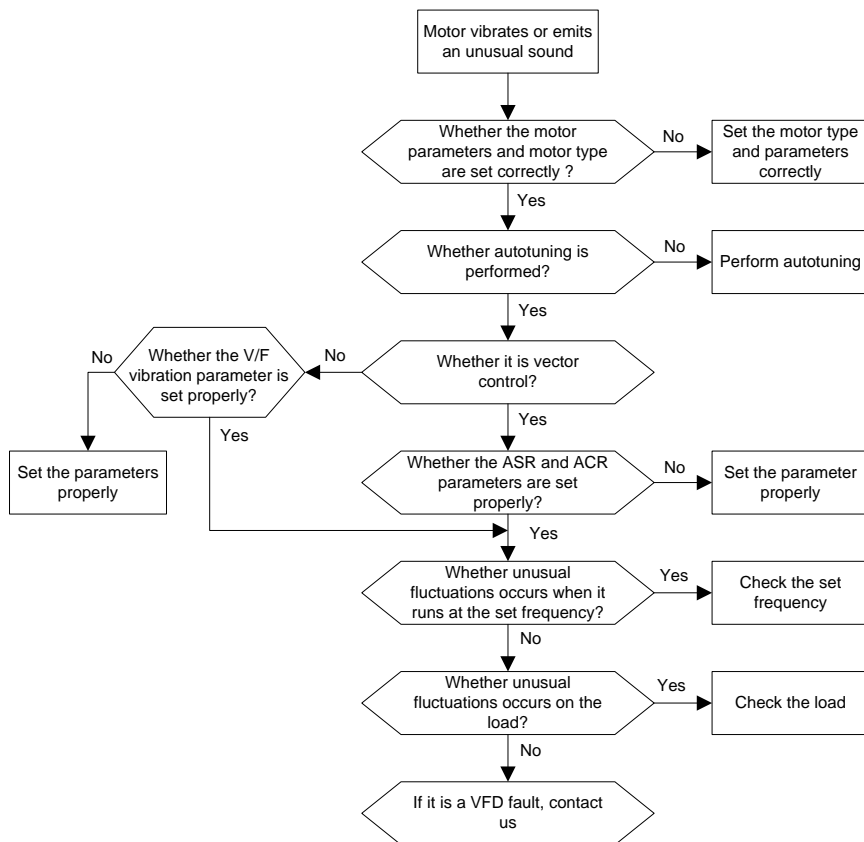 Motor vibrates or emits
an unusual sound
Whether the motor
parameters and motor type
are set correctly ?
No
Set the motor type
and parameters
correctly
Yes
Whether autotuning is
performed?
No
Perform autotuning
Yes
Whether it is vector
control?
No
Whether the V/F
vibration parameter is
set properly?
No
Set the parameters
properly
Yes
Yes
Whether the ASR and ACR
parameters are set
properly?
No
Set the parameter
properly
Yes
Whether unusual
fluctuations occurs when it
runs at the set frequency?
Yes
Check the set
frequency
No
Whether unusual
fluctuations occurs on the
load?
Yes
Check the load
No
If it is a VFD fault, contact
us